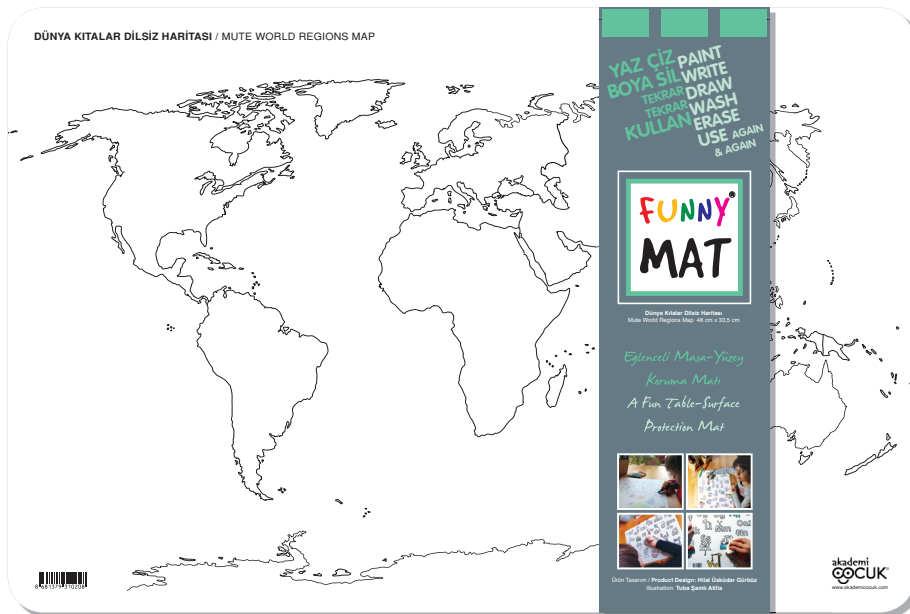 DÜNYA KITALAR DİLSİZ HARİTASI / MUTE WORLD REGIONS MAP
YAZ ÇİZ
BOYA SİL
TEKRAR
TEKRAR
KULLAN
PAINT
WRITE
DRAW
WASH
ERASE
USE AGAIN
& AGAIN
FUNNY®
MAT
Dünya Kıtalar Dilsiz Haritası
Mute World Regions Map 48 cm x 33,5 cm
Eğlenceli Masa-Yüzey
Koruma Matı
A Fun Table-Surface
Protection Mat
Ürün Tasarım / Product Design: Hilal Üsküder Gürbüz
Illustration: Tuba Şamlı Atilla
8 681379 310208
akademi
ÇOCUK®
www.akademicocuk.com